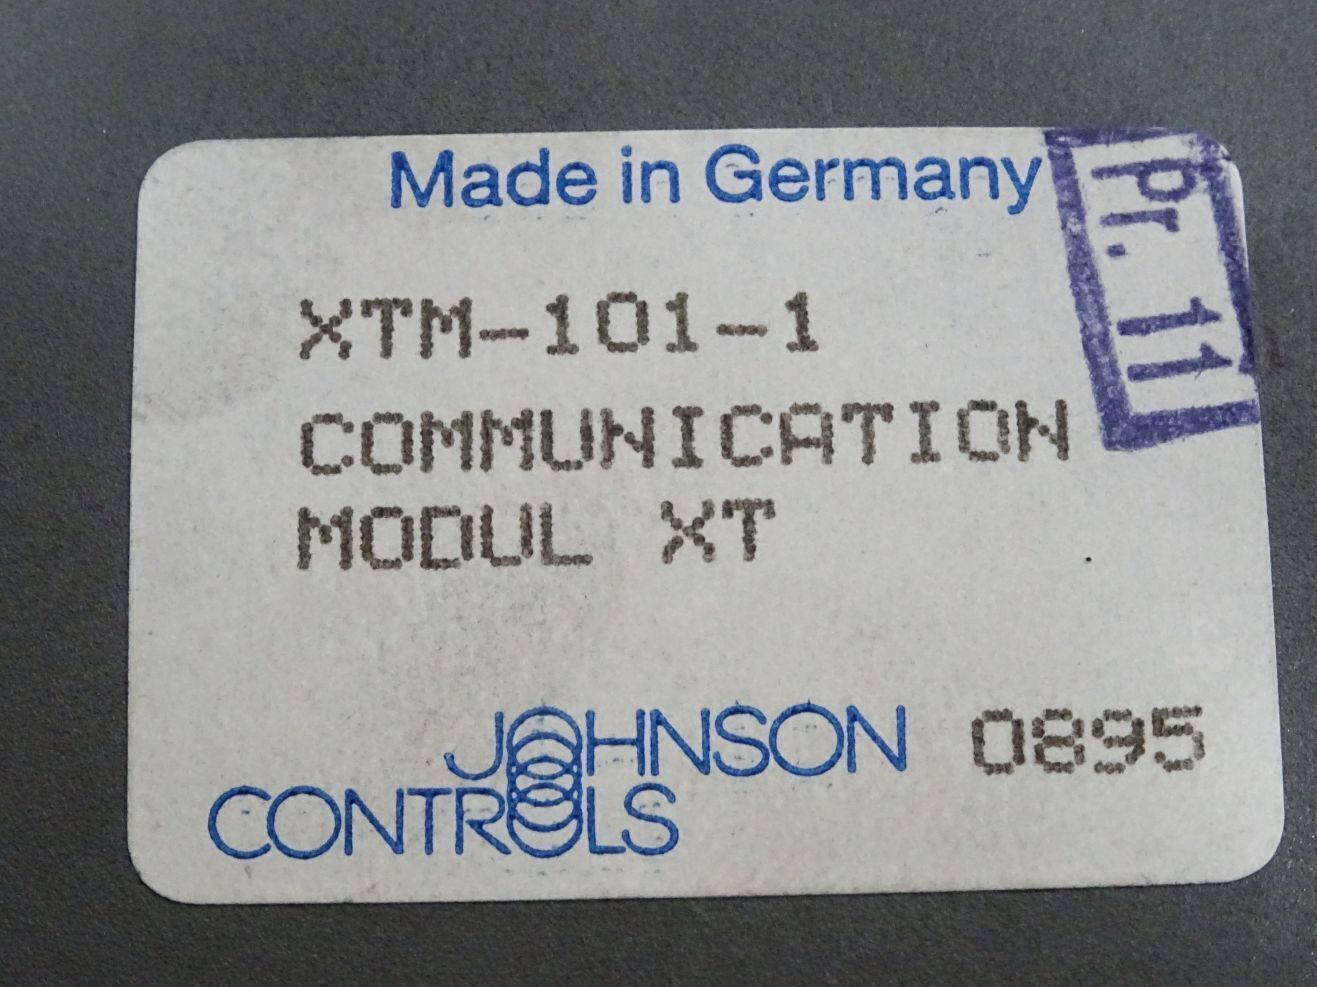 Made in Germany
Pr. 11
XTM-101-1
COMMUNICATION
MODUL XT
JOHNSON
CONTROLS
0895